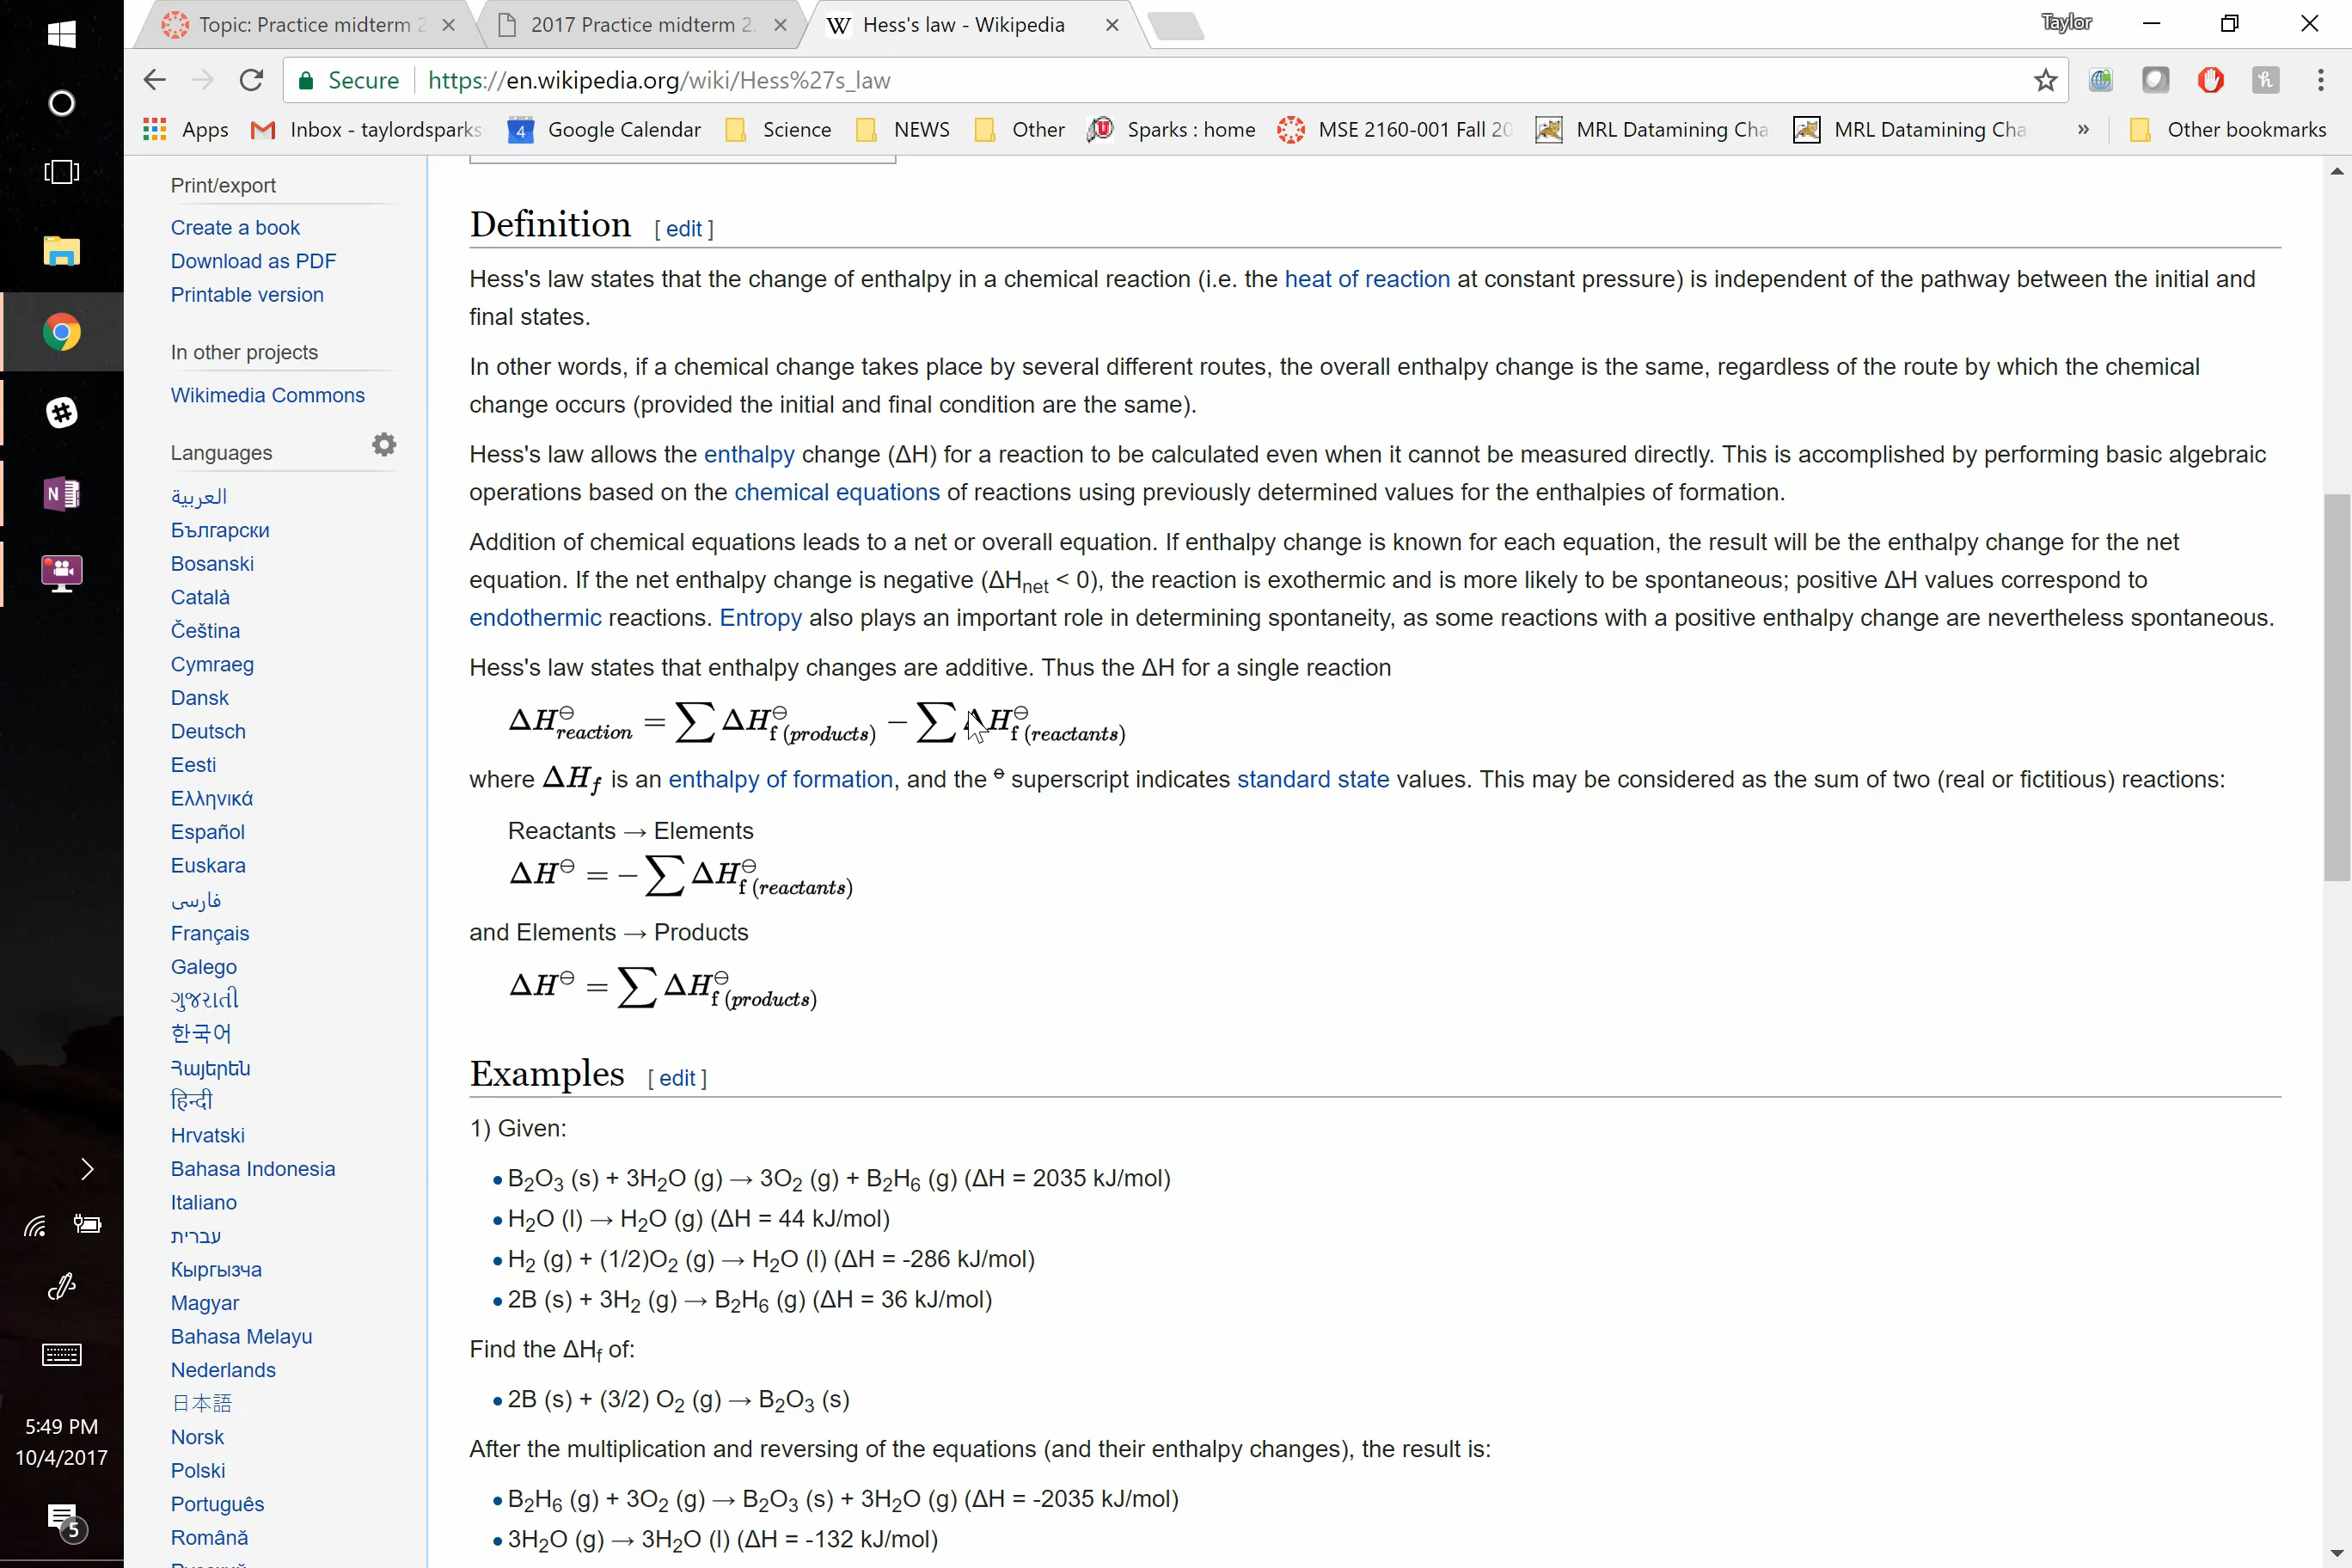 Topic: Practice midterm 2
2017 Practice midterm 2.
Hess's law - Wikipedia
Taylor
Secure
https://en.wikipedia.org/wiki/Hess%27s_law
Apps
Inbox - taylordsparks
4
Google Calendar
Science
NEWS
Other
Sparks : home
MSE 2160-001 Fall 20
MRL Datamining Cha
MRL Datamining Cha
»
Other bookmarks
Print/export
Create a book
Download as PDF
Printable version
In other projects
Wikimedia Commons
Languages
العربية
Български
Bosanski
Català
Čeština
Cymraeg
Dansk
Deutsch
Eesti
Ελληνικά
Español
Euskara
فارسی
Français
Galego
ગુજરાતી
한국어
Հայերեն
हिन्दी
Hrvatski
Bahasa Indonesia
Italiano
עברית
Кыргызча
Magyar
Bahasa Melayu
Nederlands
日本語
Norsk
Polski
Português
Română
Definition [ edit ]
Hess's law states that the change of enthalpy in a chemical reaction (i.e. the heat of reaction at constant pressure) is independent of the pathway between the initial and
final states.
In other words, if a chemical change takes place by several different routes, the overall enthalpy change is the same, regardless of the route by which the chemical
change occurs (provided the initial and final condition are the same).
Hess's law allows the enthalpy change (ΔH) for a reaction to be calculated even when it cannot be measured directly. This is accomplished by performing basic algebraic
operations based on the chemical equations of reactions using previously determined values for the enthalpies of formation.
Addition of chemical equations leads to a net or overall equation. If enthalpy change is known for each equation, the result will be the enthalpy change for the net
equation. If the net enthalpy change is negative (ΔHnet < 0), the reaction is exothermic and is more likely to be spontaneous; positive ΔH values correspond to
endothermic reactions. Entropy also plays an important role in determining spontaneity, as some reactions with a positive enthalpy change are nevertheless spontaneous.
Hess's law states that enthalpy changes are additive. Thus the ΔH for a single reaction
ΔH⊖reaction = ∑ ΔH⊖f (products) − ∑ ΔH⊖f (reactants)
where ΔHf is an enthalpy of formation, and the ⊖ superscript indicates standard state values. This may be considered as the sum of two (real or fictitious) reactions:
Reactants → Elements
ΔH⊖ = − ∑ ΔH⊖f (reactants)
and Elements → Products
ΔH⊖ = ∑ ΔH⊖f (products)
Examples [ edit ]
1) Given:
• B₂O₃ (s) + 3H₂O (g) → 3O₂ (g) + B₂H₆ (g) (ΔH = 2035 kJ/mol)
• H₂O (l) → H₂O (g) (ΔH = 44 kJ/mol)
• H₂ (g) + (1/2)O₂ (g) → H₂O (l) (ΔH = -286 kJ/mol)
• 2B (s) + 3H₂ (g) → B₂H₆ (g) (ΔH = 36 kJ/mol)
Find the ΔHf of:
• 2B (s) + (3/2) O₂ (g) → B₂O₃ (s)
After the multiplication and reversing of the equations (and their enthalpy changes), the result is:
• B₂H₆ (g) + 3O₂ (g) → B₂O₃ (s) + 3H₂O (g) (ΔH = -2035 kJ/mol)
• 3H₂O (g) → 3H₂O (l) (ΔH = -132 kJ/mol)
5:49 PM
10/4/2017
5